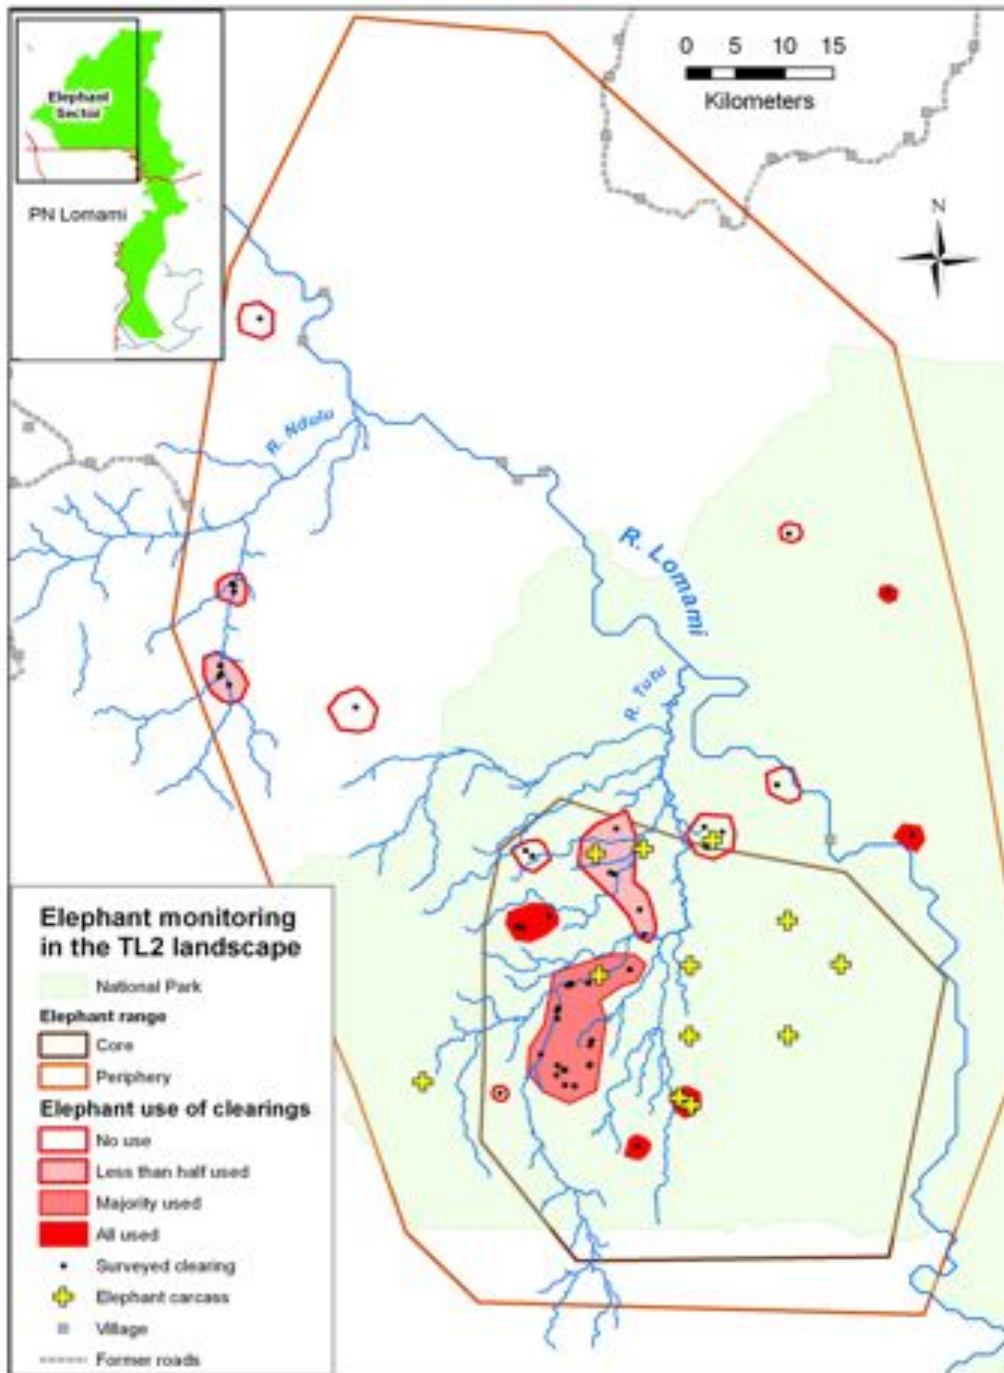 Elephant
Sector
PN Lomami
0 5 10 15
Kilometers
N
R. Ndulu
R. Lomami
R. Tutu
Elephant monitoring
in the TL2 landscape
National Park
Elephant range
Core
Periphery
Elephant use of clearings
No use
Less than half used
Majority used
All used
Surveyed clearing
Elephant carcass
Village
Former roads